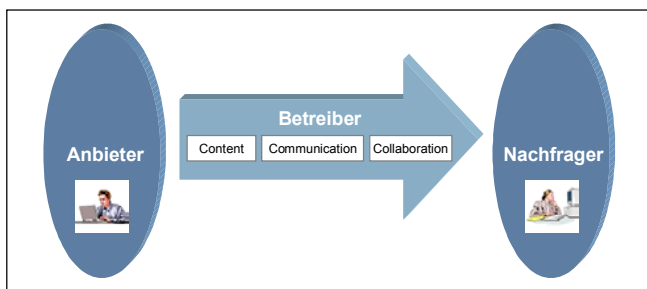 Betreiber
Anbieter
Content
Communication
Collaboration
Nachfrager